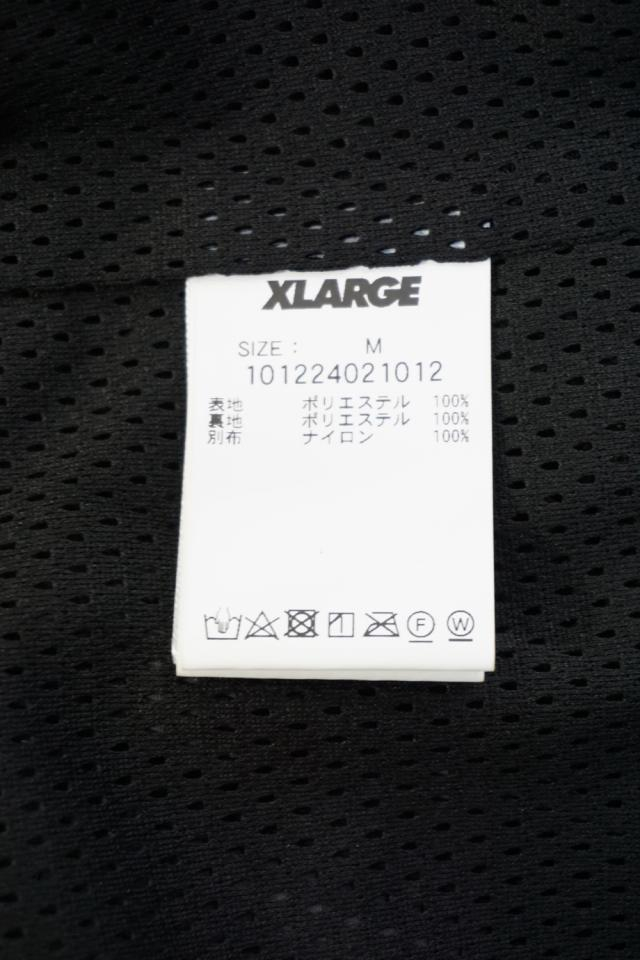 XLARGE
SIZE : M
101224021012
表地 ポリエステル 100%
裏地 ポリエステル 100%
別布 ナイロン 100%
F W